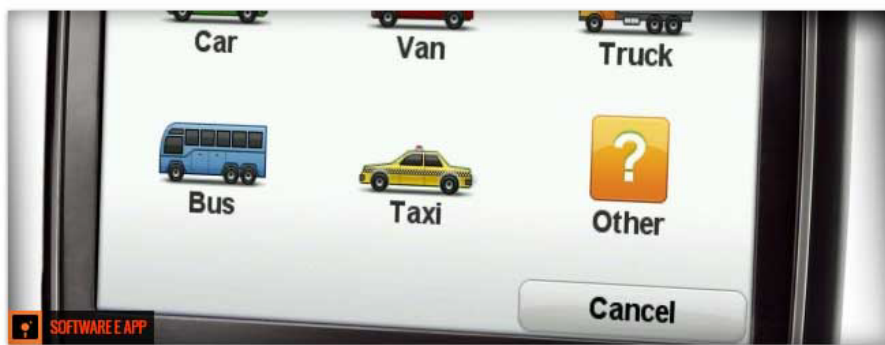 Car
Van
Truck
Bus
Taxi
?
Other
Cancel
SOFTWARE E APP